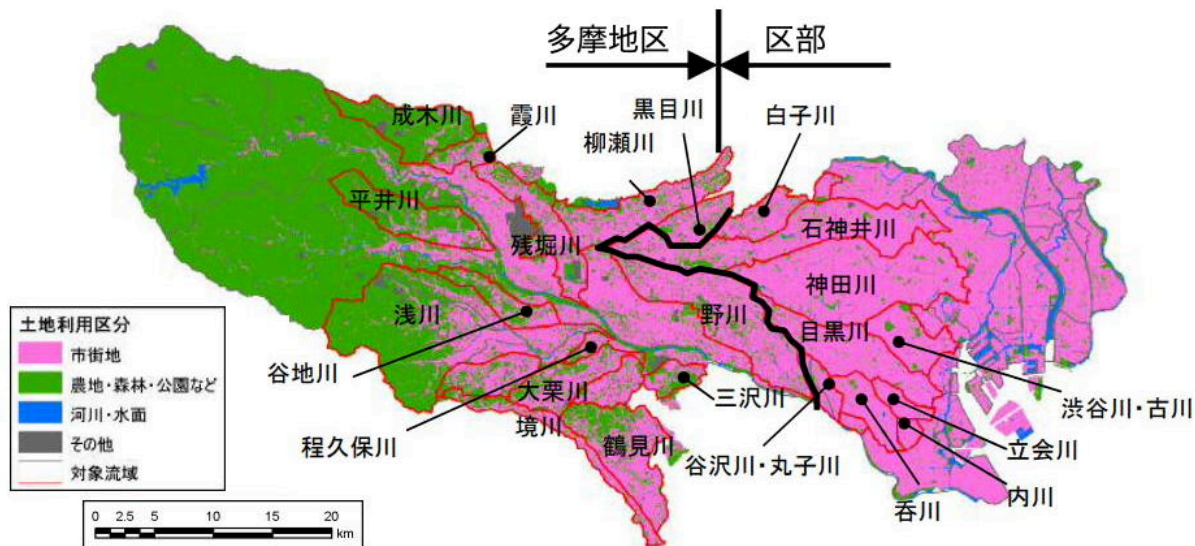 多摩地区
区部
成木川
霞川
黒目川
柳瀬川
白子川
平井川
残堀川
石神井川
神田川
浅川
野川
目黒川
谷地川
大栗川
三沢川
渋谷川・古川
程久保川
境川
鶴見川
谷沢川・丸子川
立会川
内川
呑川
土地利用区分
市街地
農地・森林・公園など
河川・水面
その他
対象流域
0 2.5 5 10 15 20
km